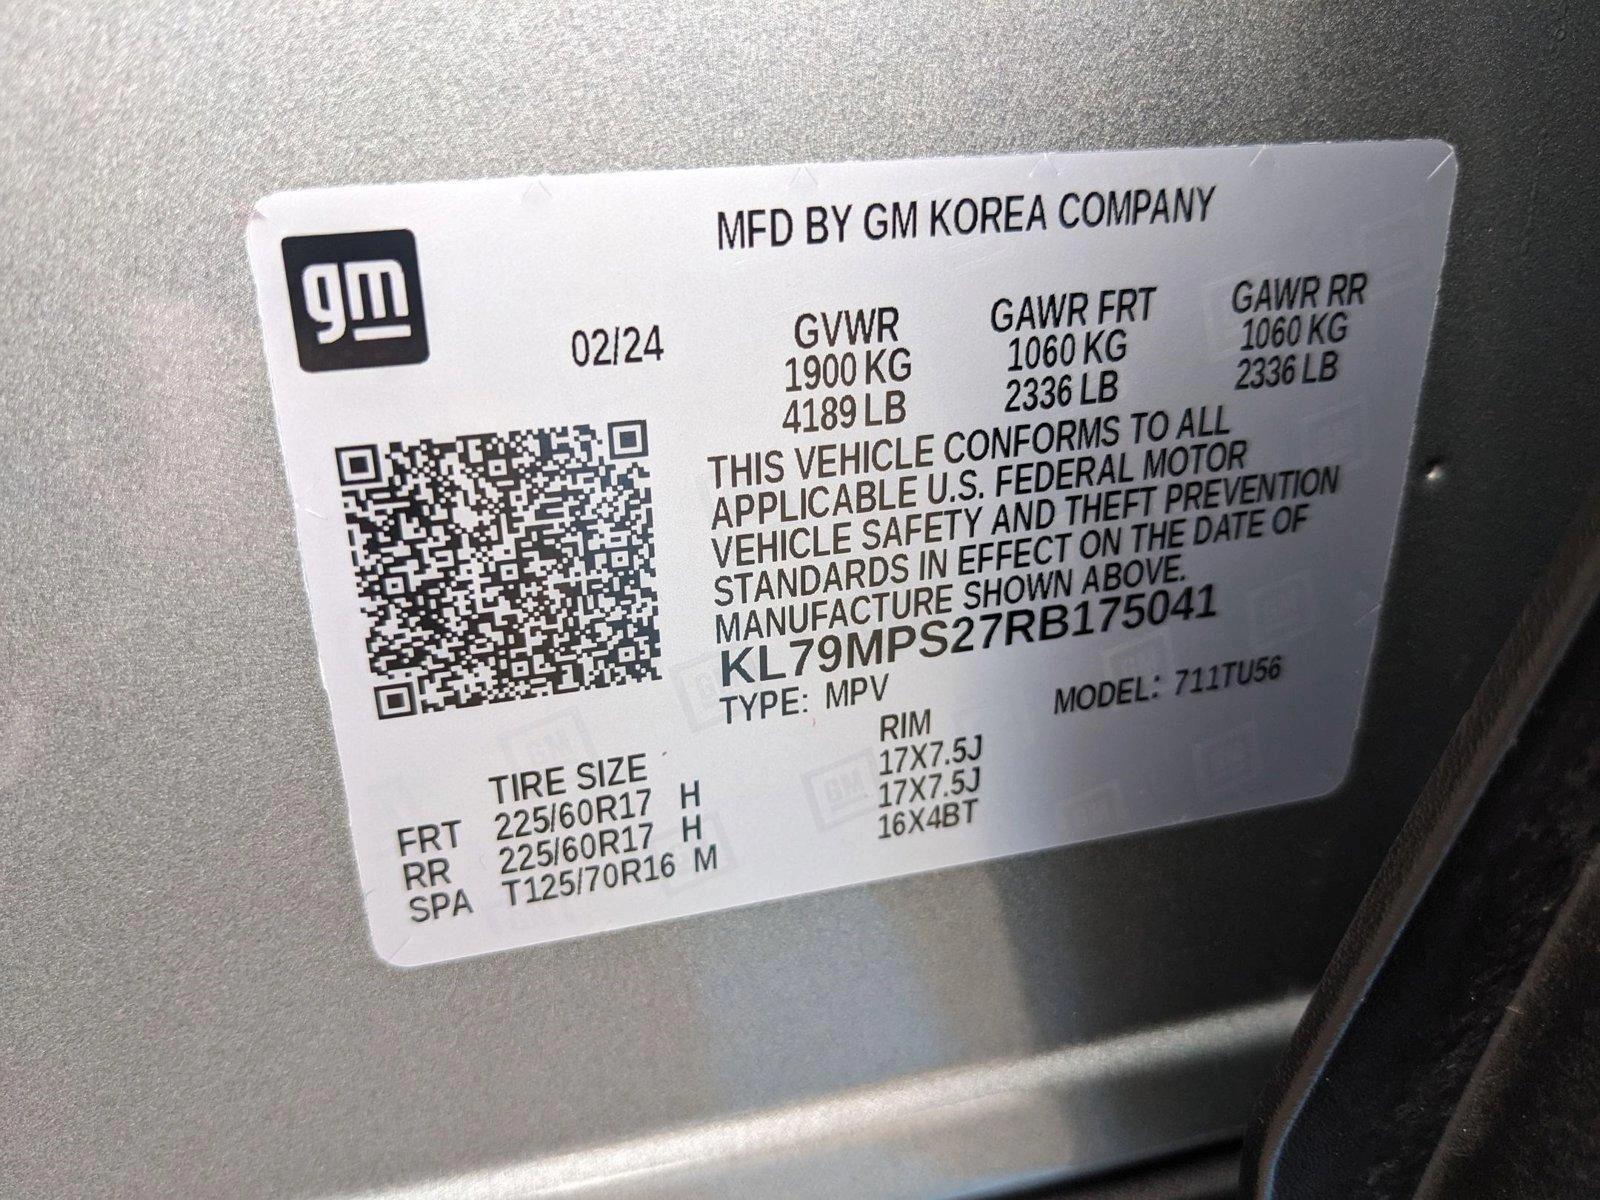 gm
MFD BY GM KOREA COMPANY
02/24
GVWR
1900 KG
4189 LB
GAWR FRT
1060 KG
2336 LB
GAWR RR
1060 KG
2336 LB
THIS VEHICLE CONFORMS TO ALL
APPLICABLE U.S. FEDERAL MOTOR
VEHICLE SAFETY AND THEFT PREVENTION
STANDARDS IN EFFECT ON THE DATE OF
MANUFACTURE SHOWN ABOVE.
KL79MPS27RB175041
TYPE: MPV MODEL: 711TU56
TIRE SIZE RIM
FRT 225/60R17 H 17X7.5J
RR 225/60R17 H 17X7.5J
SPA T125/70R16 M 16X4BT